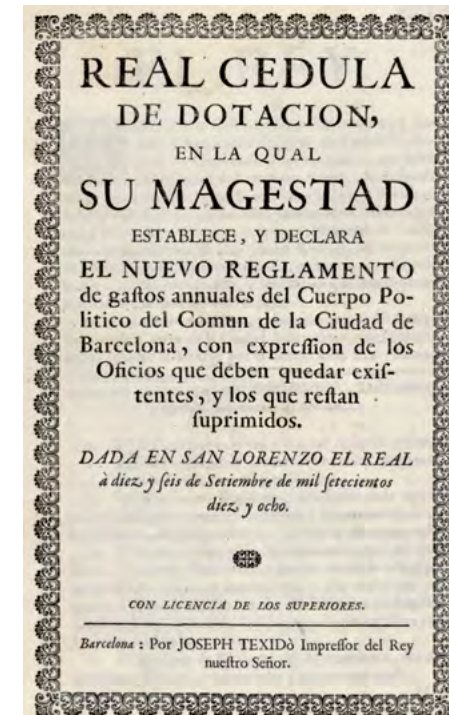 REAL CEDULA
DE DOTACION,
EN LA QUAL
SU MAGESTAD
ESTABLECE, Y DECLARA
EL NUEVO REGLAMENTO
de gaſtos annuales del Cuerpo Po-
litico del Comun de la Ciudad de
Barcelona, con expreſſion de los
Oficios que deben quedar exiſ-
tentes, y los que reſtan
ſuprimidos.
DADA EN SAN LORENZO EL REAL
à diez, y ſeis de Setiembre de mil ſetecientos
diez, y ocho.
CON LICENCIA DE LOS SUPERIORES.
Barcelona : Por JOSEPH TEXIDÒ Impreſſor del Rey
nueſtro Señor.